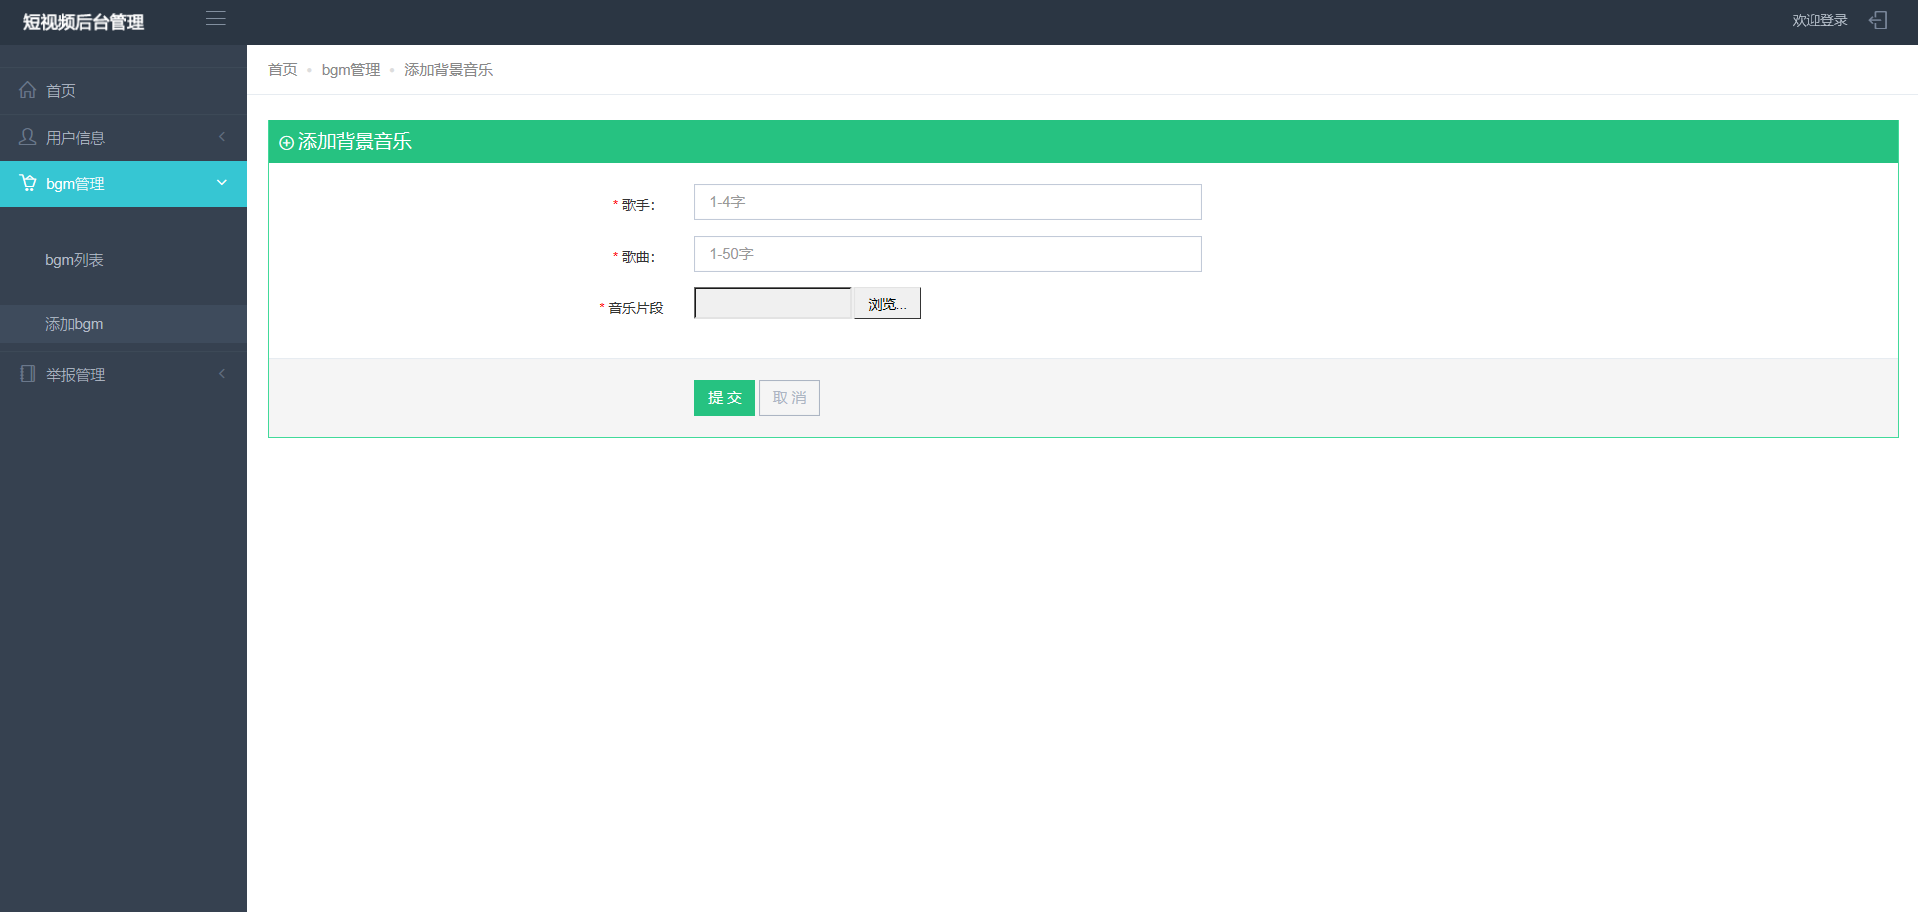 短视频后台管理
欢迎登录
首页
用户信息
bgm管理
bgm列表
添加bgm
举报管理
首页 bgm管理 添加背景音乐
添加背景音乐
* 歌手： 1-4字
* 歌曲： 1-50字
* 音乐片段 浏览...
提 交 取 消